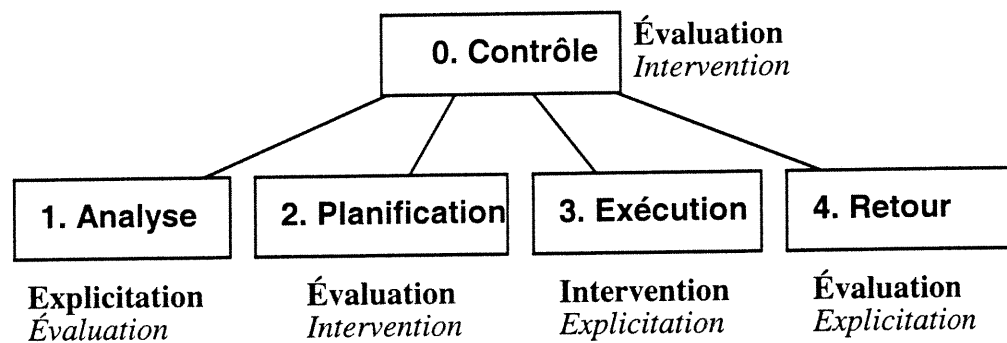 0. Contrôle
Évaluation
Intervention
1. Analyse
2. Planification
3. Exécution
4. Retour
Explicitation
Évaluation
Évaluation
Intervention
Intervention
Explicitation
Évaluation
Explicitation